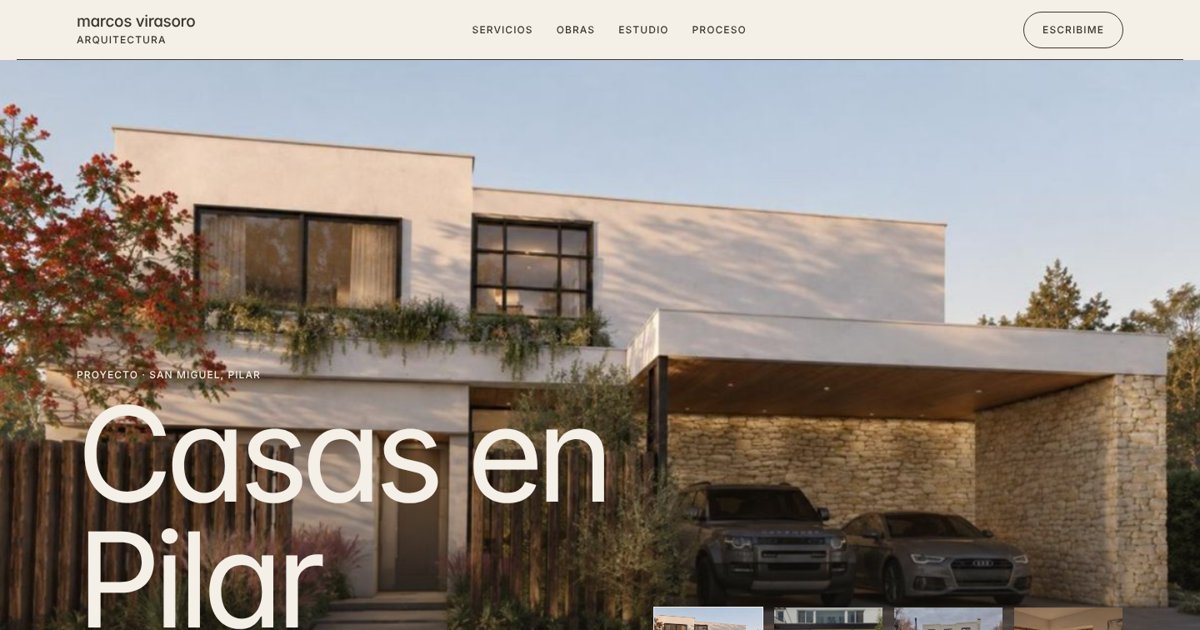 marcos virasoro
ARQUITECTURA
SERVICIOS
OBRAS
ESTUDIO
PROCESO
ESCRIBIME
PROYECTO · SAN MIGUEL, PILAR
Casas en
Pilar